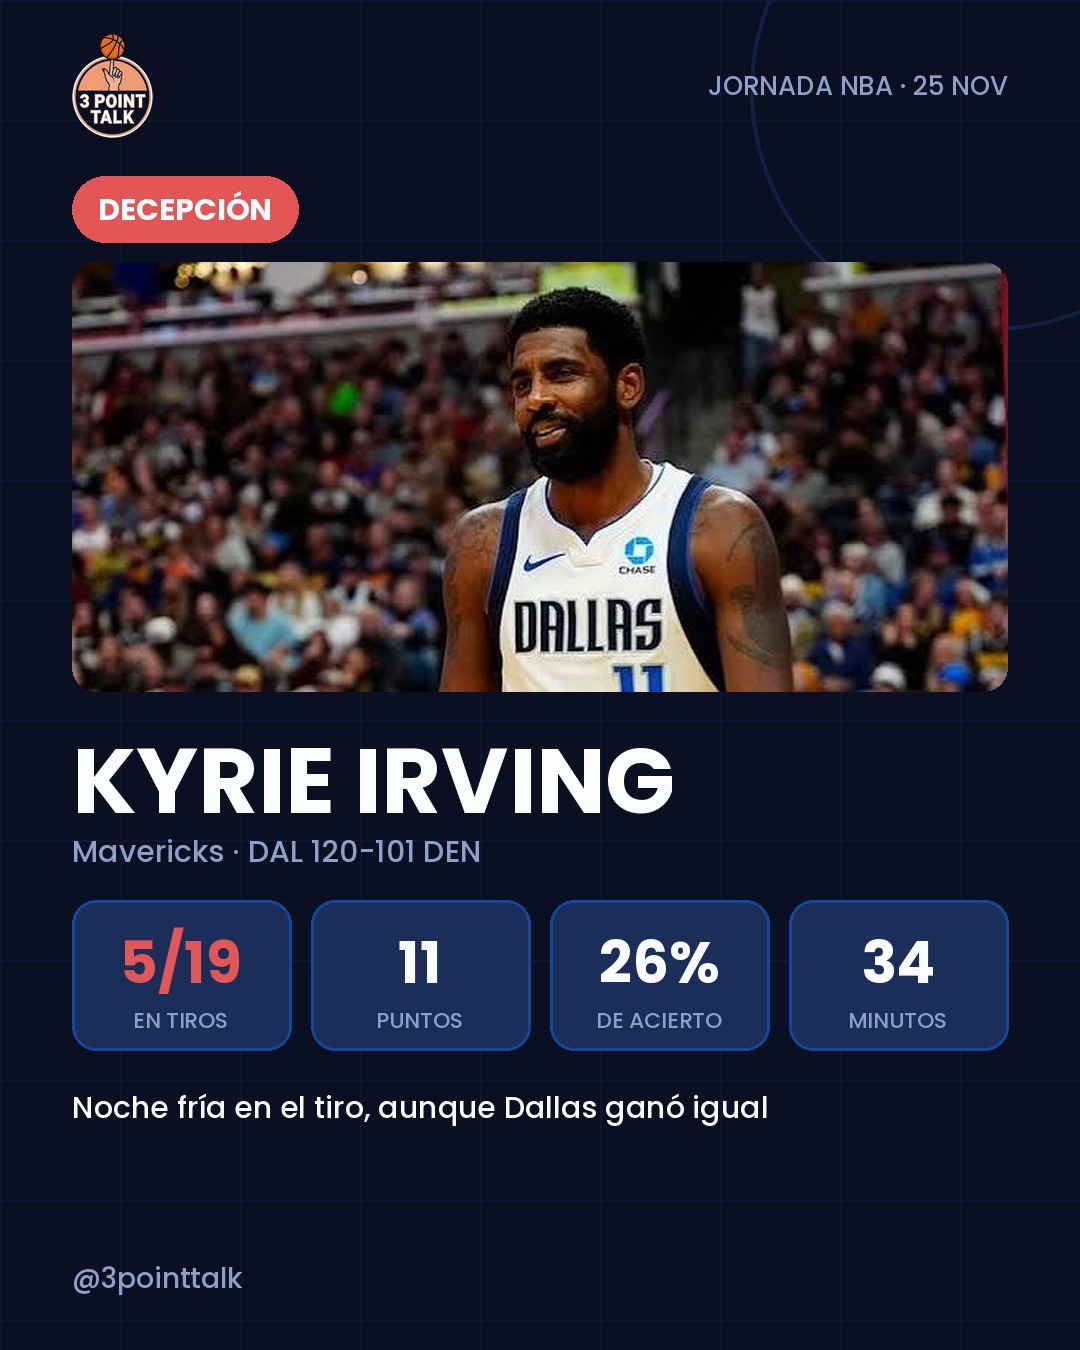 3 POINT
TALK
JORNADA NBA · 25 NOV
DECEPCIÓN
CHASE
DALLAS
11
KYRIE IRVING
Mavericks · DAL 120-101 DEN
5/19
EN TIROS
11
PUNTOS
26%
DE ACIERTO
34
MINUTOS
Noche fría en el tiro, aunque Dallas ganó igual
@3pointtalk